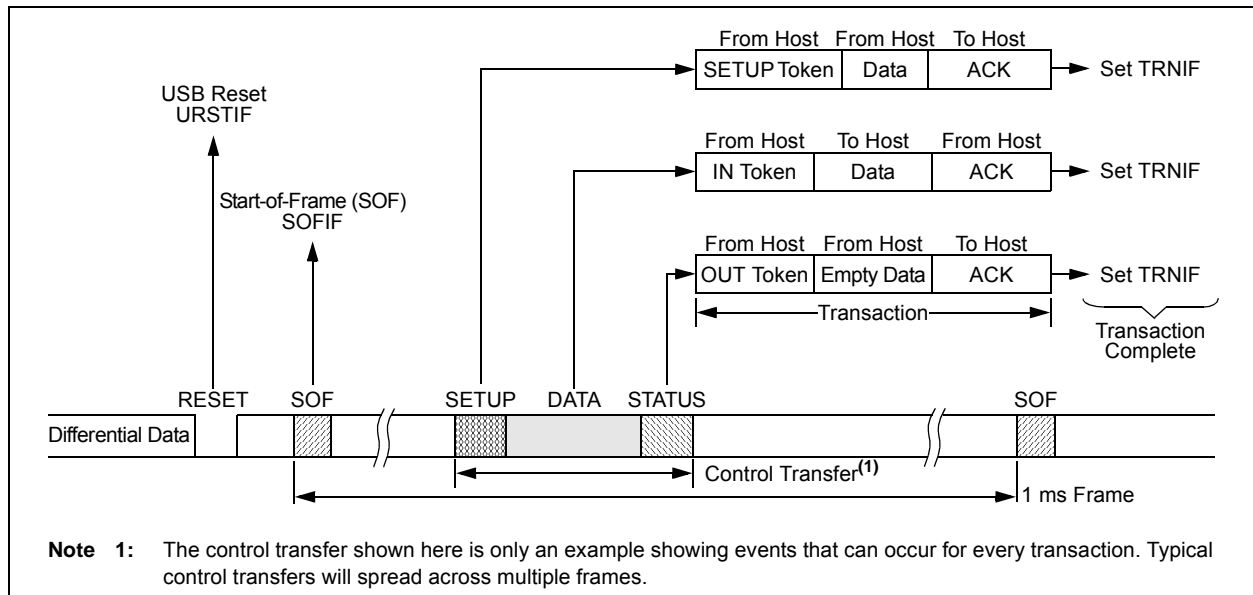 From Host From Host To Host
SETUP Token Data ACK Set TRNIF
USB Reset
URSTIF
From Host To Host From Host
IN Token Data ACK Set TRNIF
Start-of-Frame (SOF)
SOFIF
From Host From Host To Host
OUT Token Empty Data ACK Set TRNIF
Transaction
Transaction
Complete
RESET SOF SETUP DATA STATUS SOF
Differential Data
Control Transfer(1)
1 ms Frame
Note 1: The control transfer shown here is only an example showing events that can occur for every transaction. Typical
control transfers will spread across multiple frames.